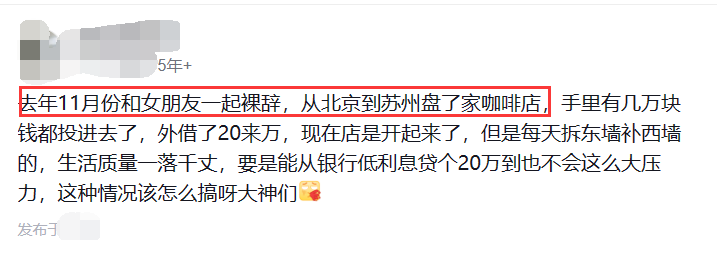 5年+
去年11月份和女朋友一起裸辞，从北京到苏州盘了家咖啡店，手里有几万块
钱都投进去了，外借了20来万，现在店是开起来了，但是每天拆东墙补西墙
的，生活质量一落千丈，要是能从银行低利息贷个20万到也不会这么大压
力，这种情况该怎么搞呀大神们
发布于